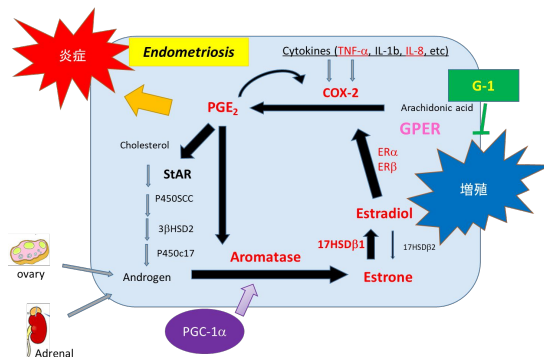 炎症
Endometriosis
Cytokines (TNF-α, IL-1b, IL-8, etc)
COX-2
G-1
PGE2
Arachidonic acid
GPER
Cholesterol
StAR
ERα
ERβ
増殖
P450SCC
Estradiol
3βHSD2
17HSDβ1
17HSDβ2
P450c17
Aromatase
ovary
Androgen
Estrone
PGC-1α
Adrenal